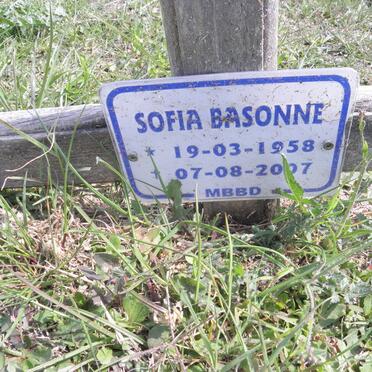 SOFIA BASONNE
* 19-03-1958
07-08-2007
MBBD